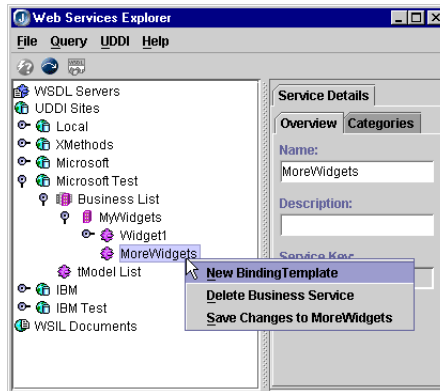 Web Services Explorer
File Query UDDI Help
WSDL Servers
UDDI Sites
Local
XMethods
Microsoft
Microsoft Test
Business List
MyWidgets
Widget1
MoreWidgets
tModel List
IBM
IBM Test
WSIL Documents
Service Details
Overview Categories
Name:
MoreWidgets
Description:
Service Key:
New BindingTemplate
Delete Business Service
Save Changes to MoreWidgets